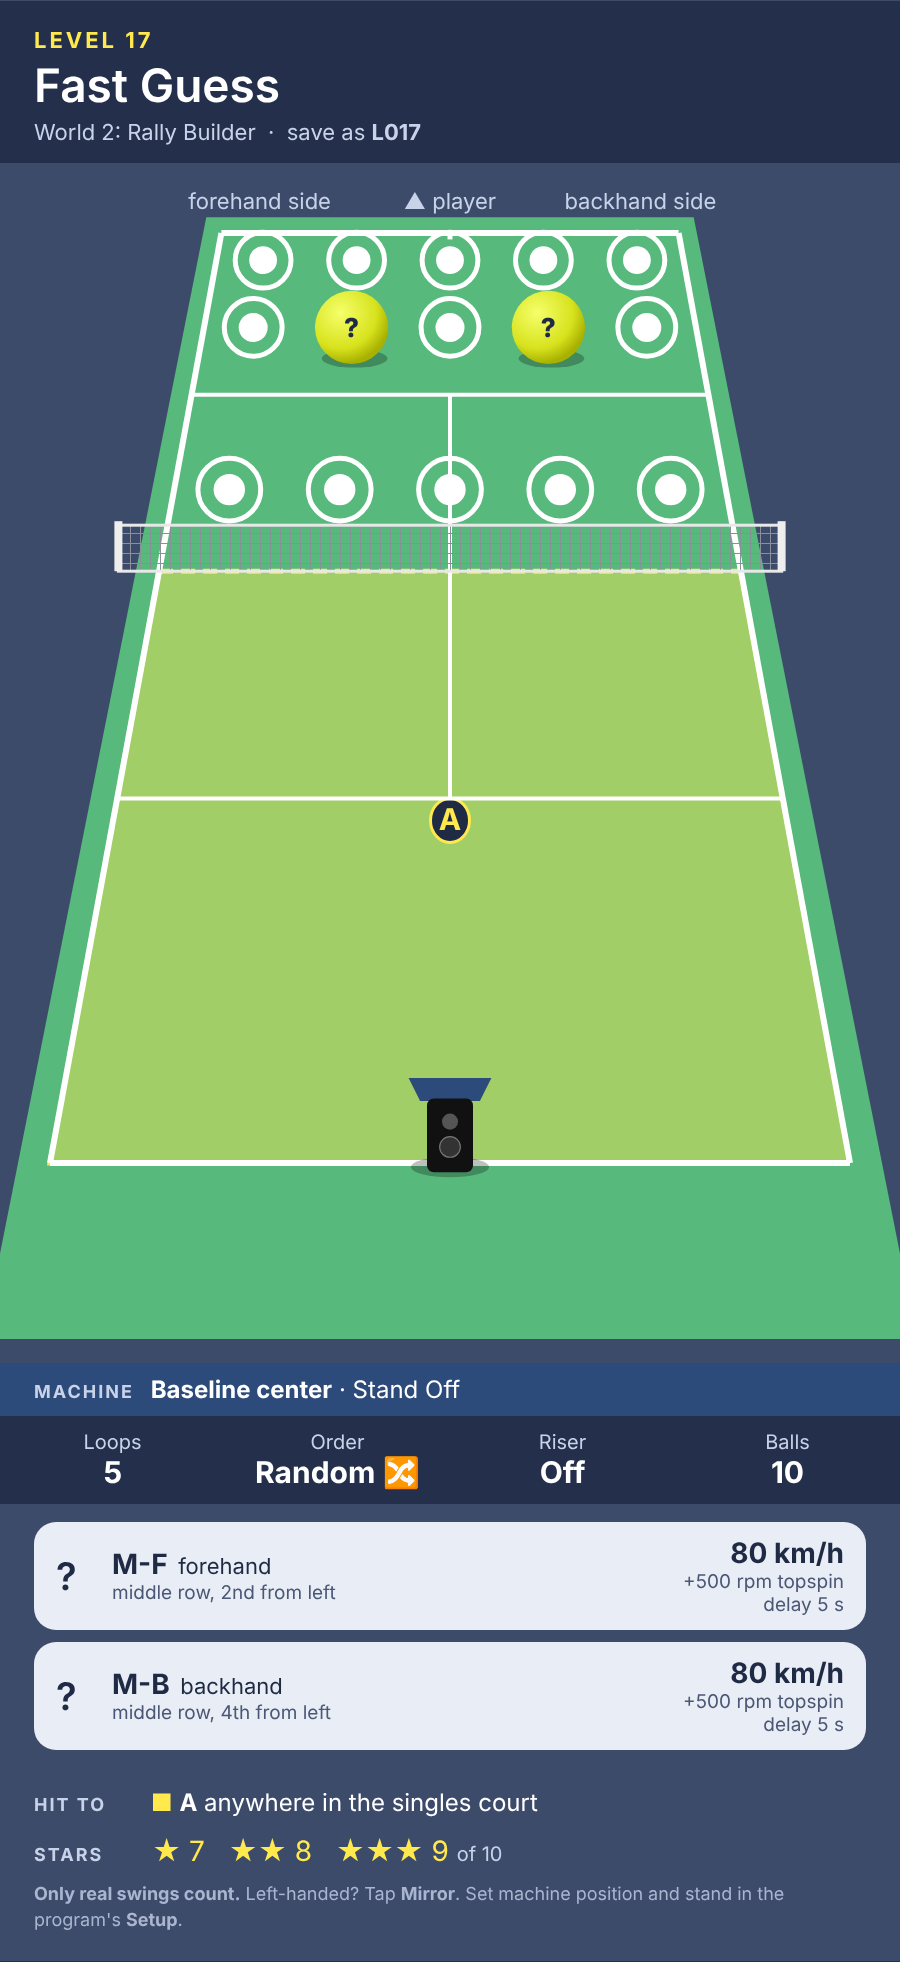 LEVEL 17
Fast Guess
World 2: Rally Builder · save as L017
forehand side ▲ player backhand side
? ?
A
MACHINE Baseline center · Stand Off
Loops Order Riser Balls
5 Random 🔀 Off 10
? M-F forehand 80 km/h
middle row, 2nd from left +500 rpm topspin
delay 5 s
? M-B backhand 80 km/h
middle row, 4th from left +500 rpm topspin
delay 5 s
HIT TO A anywhere in the singles court
STARS ★ 7 ★★ 8 ★★★ 9 of 10
Only real swings count. Left-handed? Tap Mirror. Set machine position and stand in the
program's Setup.